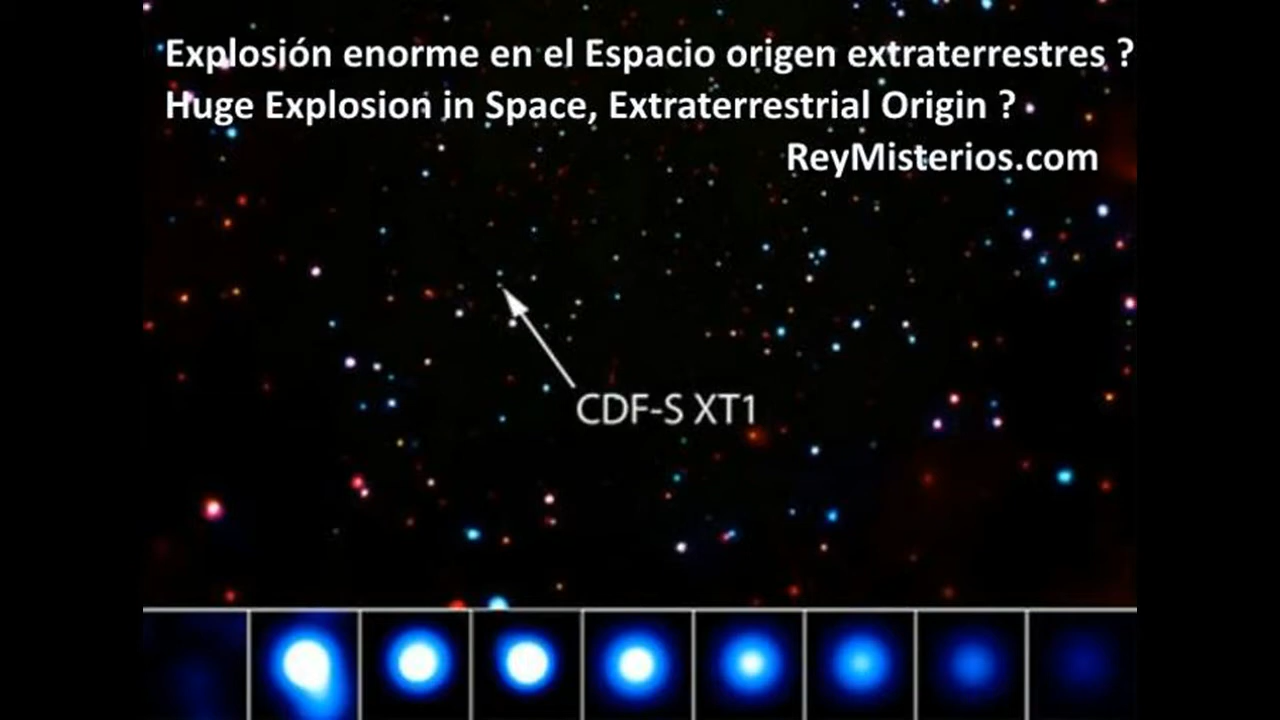 Explosión enorme en el Espacio origen extraterrestres ?
Huge Explosion in Space, Extraterrestrial Origin ?
ReyMisterios.com
CDF-S XT1